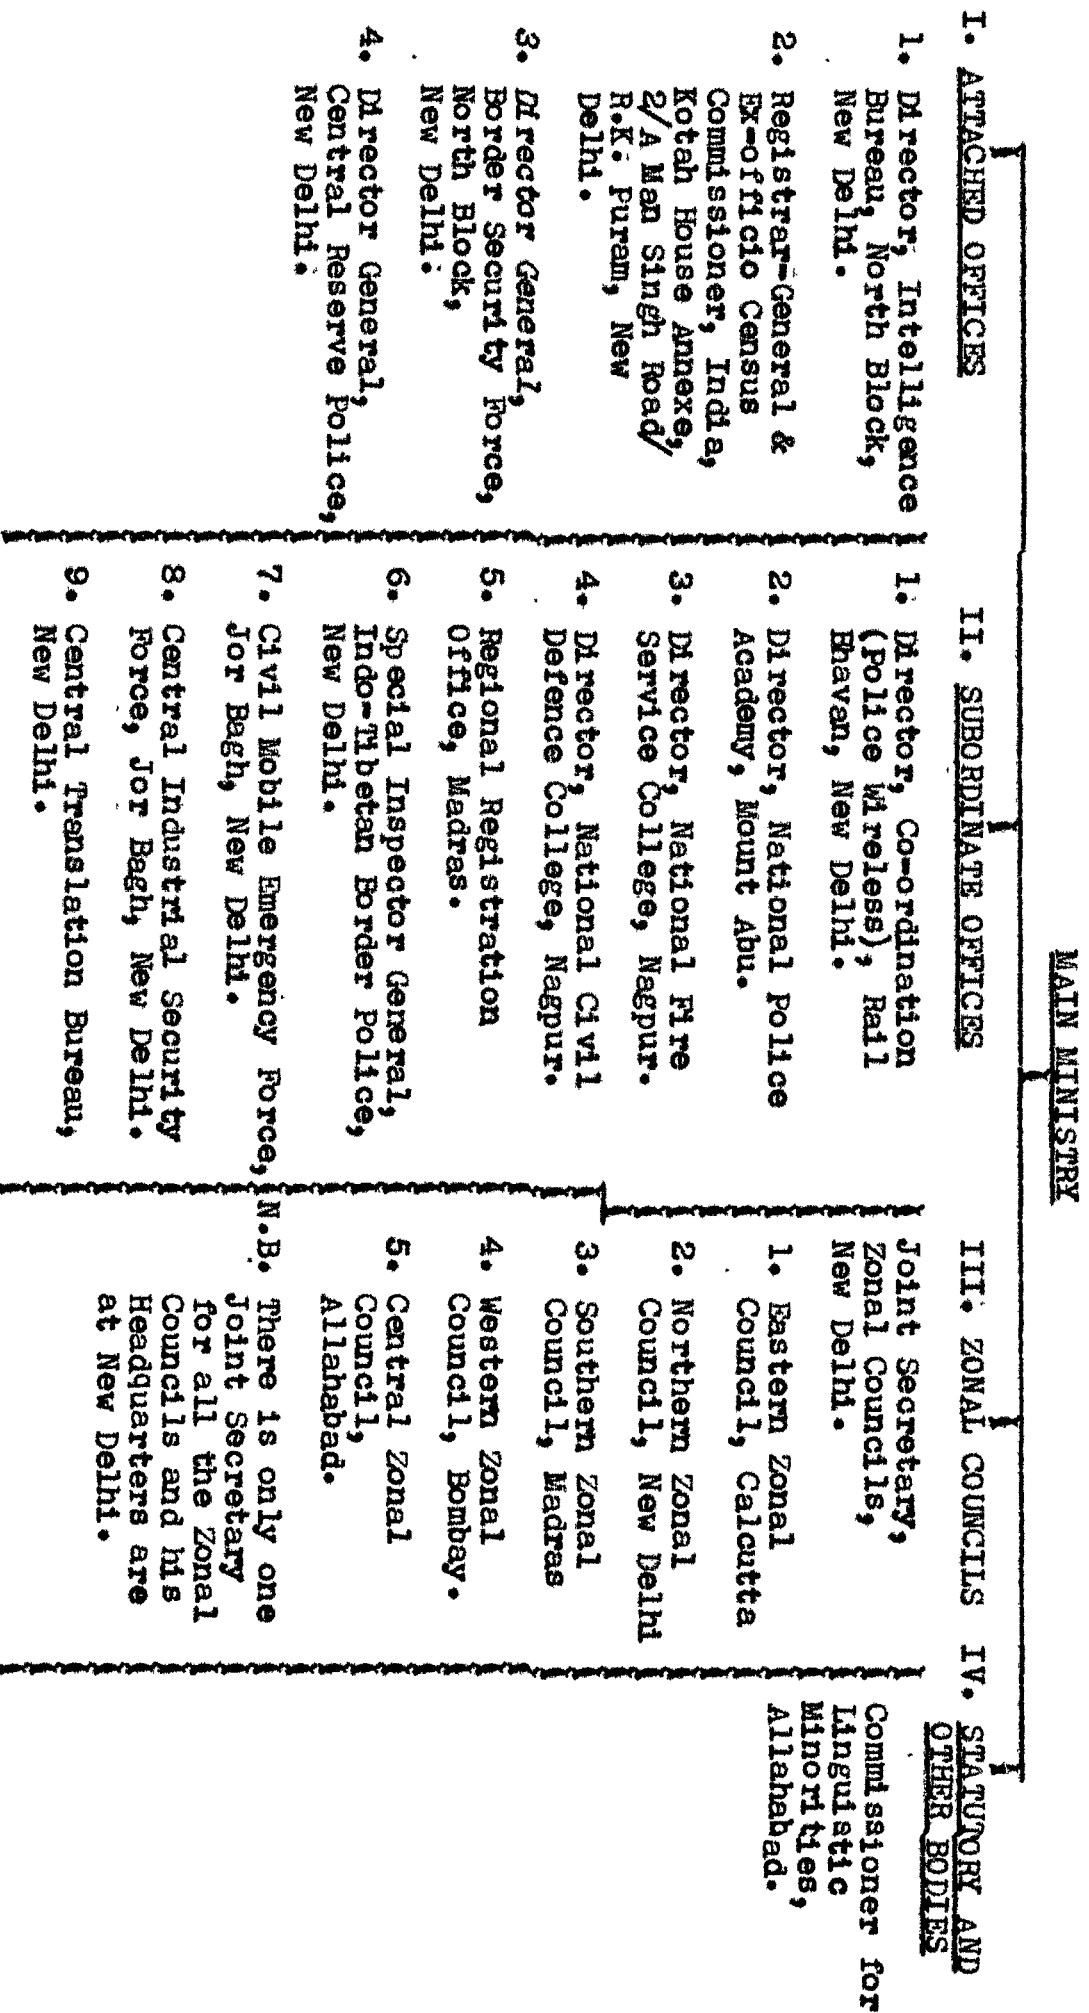 MAIN MINISTRY
I. ATTACHED OFFICES
1. Director, Intelligence
Bureau, North Block,
New Delhi.
2. Registrar-General &
Ex-officio Census
Commissioner, India,
Kotah House Annexe,
2/A Man Singh Road/
R.K. Puram, New
Delhi.
3. Director General,
Border Security Force,
North Block,
New Delhi.
4. Director General,
Central Reserve Police,
New Delhi.
II. SUBORDINATE OFFICES
1. Director, Co-ordination
(Police Wireless), Rail
Bhavan, New Delhi.
2. Director, National Police
Academy, Mount Abu.
3. Director, National Fire
Service College, Nagpur.
4. Director, National Civil
Defence College, Nagpur.
5. Regional Registration
Office, Madras.
6. Special Inspector General,
Indo-Tibetan Border Police,
New Delhi.
7. Civil Mobile Emergency Force,
Jor Bagh, New Delhi.
8. Central Industrial Security
Force, Jor Bagh, New Delhi.
9. Central Translation Bureau,
New Delhi.
III. ZONAL COUNCILS
Joint Secretary,
Zonal Councils,
New Delhi.
1. Eastern Zonal
Council, Calcutta
2. Northern Zonal
Council, New Delhi
3. Southern Zonal
Council, Madras
4. Western Zonal
Council, Bombay.
5. Central Zonal
Council,
Allahabad.
N.B. There is only one
Joint Secretary
for all the Zonal
Councils and his
Headquarters are
at New Delhi.
IV. STATUTORY AND
OTHER BODIES
Commissioner for
Linguistic
Minorities,
Allahabad.